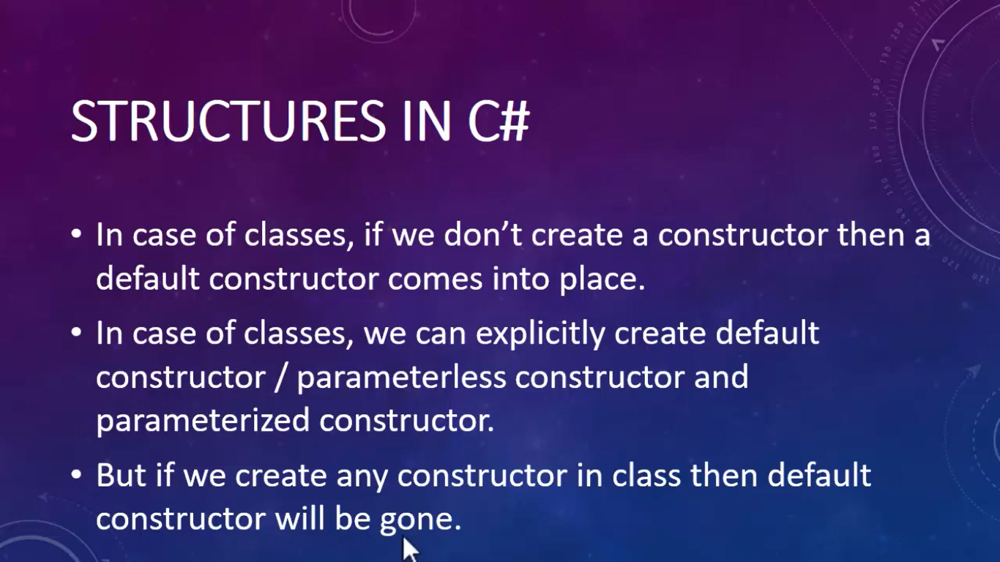 STRUCTURES IN C#
• In case of classes, if we don’t create a constructor then a
default constructor comes into place.
• In case of classes, we can explicitly create default
constructor / parameterless constructor and
parameterized constructor.
• But if we create any constructor in class then default
constructor will be gone.